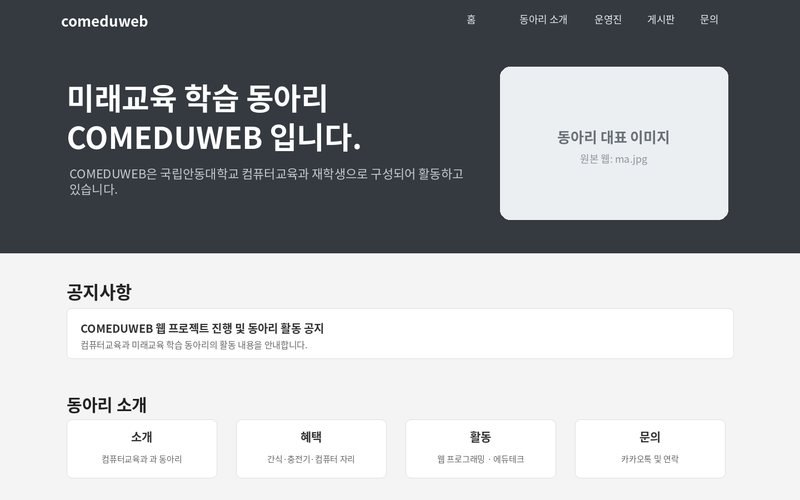 comeduweb
홈
동아리 소개
운영진
게시판
문의
미래교육 학습 동아리
COMEDUWEB 입니다.
COMEDUWEB은 국립안동대학교 컴퓨터교육과 재학생으로 구성되어 활동하고
있습니다.
동아리 대표 이미지
원본 웹: ma.jpg
공지사항
COMEDUWEB 웹 프로젝트 진행 및 동아리 활동 공지
컴퓨터교육과 미래교육 학습 동아리의 활동 내용을 안내합니다.
동아리 소개
소개
컴퓨터교육과 과 동아리
혜택
간식·충전기·컴퓨터 자리
활동
웹 프로그래밍 · 에듀테크
문의
카카오톡 및 연락